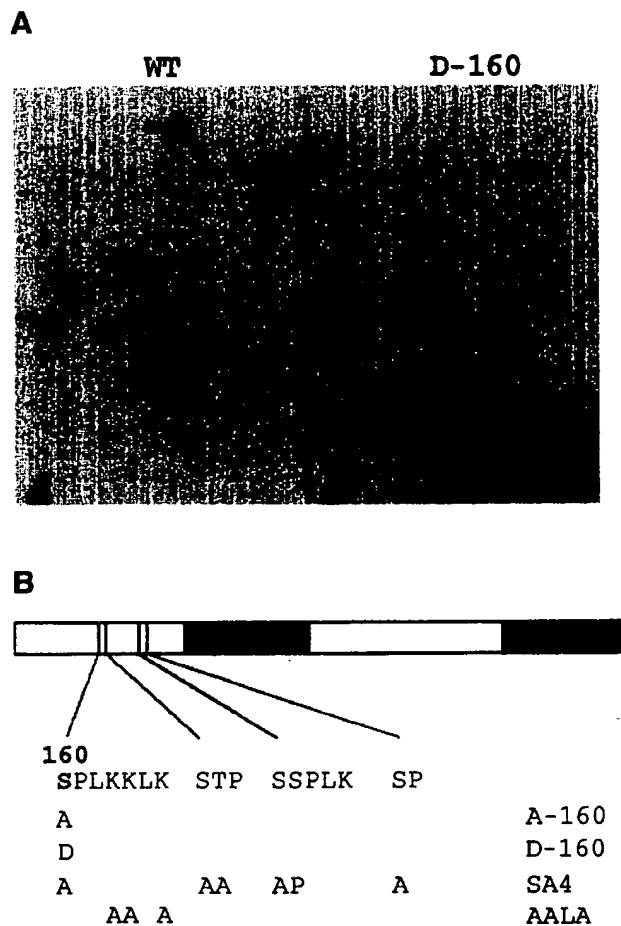 A
WT D-160
B
160
SPLKKLK STP SSPLK SP
A A-160
D D-160
A AA AP A SA4
AA A AALA